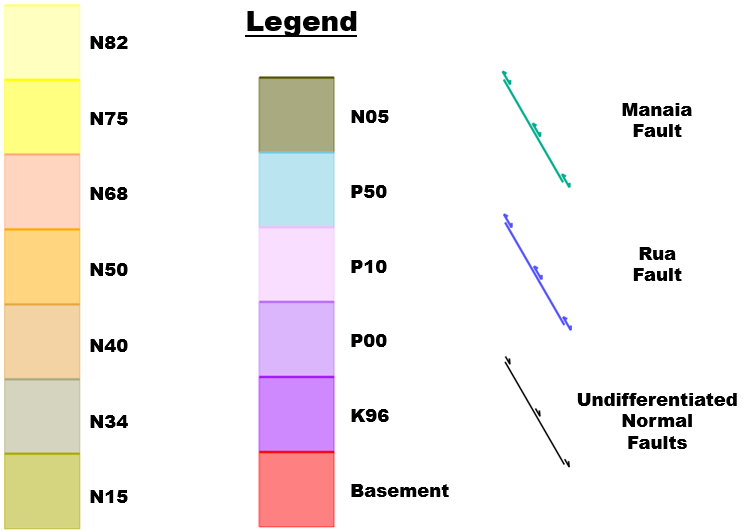 Legend
N82
N75
N68
N50
N40
N34
N15
N05
P50
P10
P00
K96
Basement
Manaia
Fault
Rua
Fault
Undifferentiated
Normal
Faults